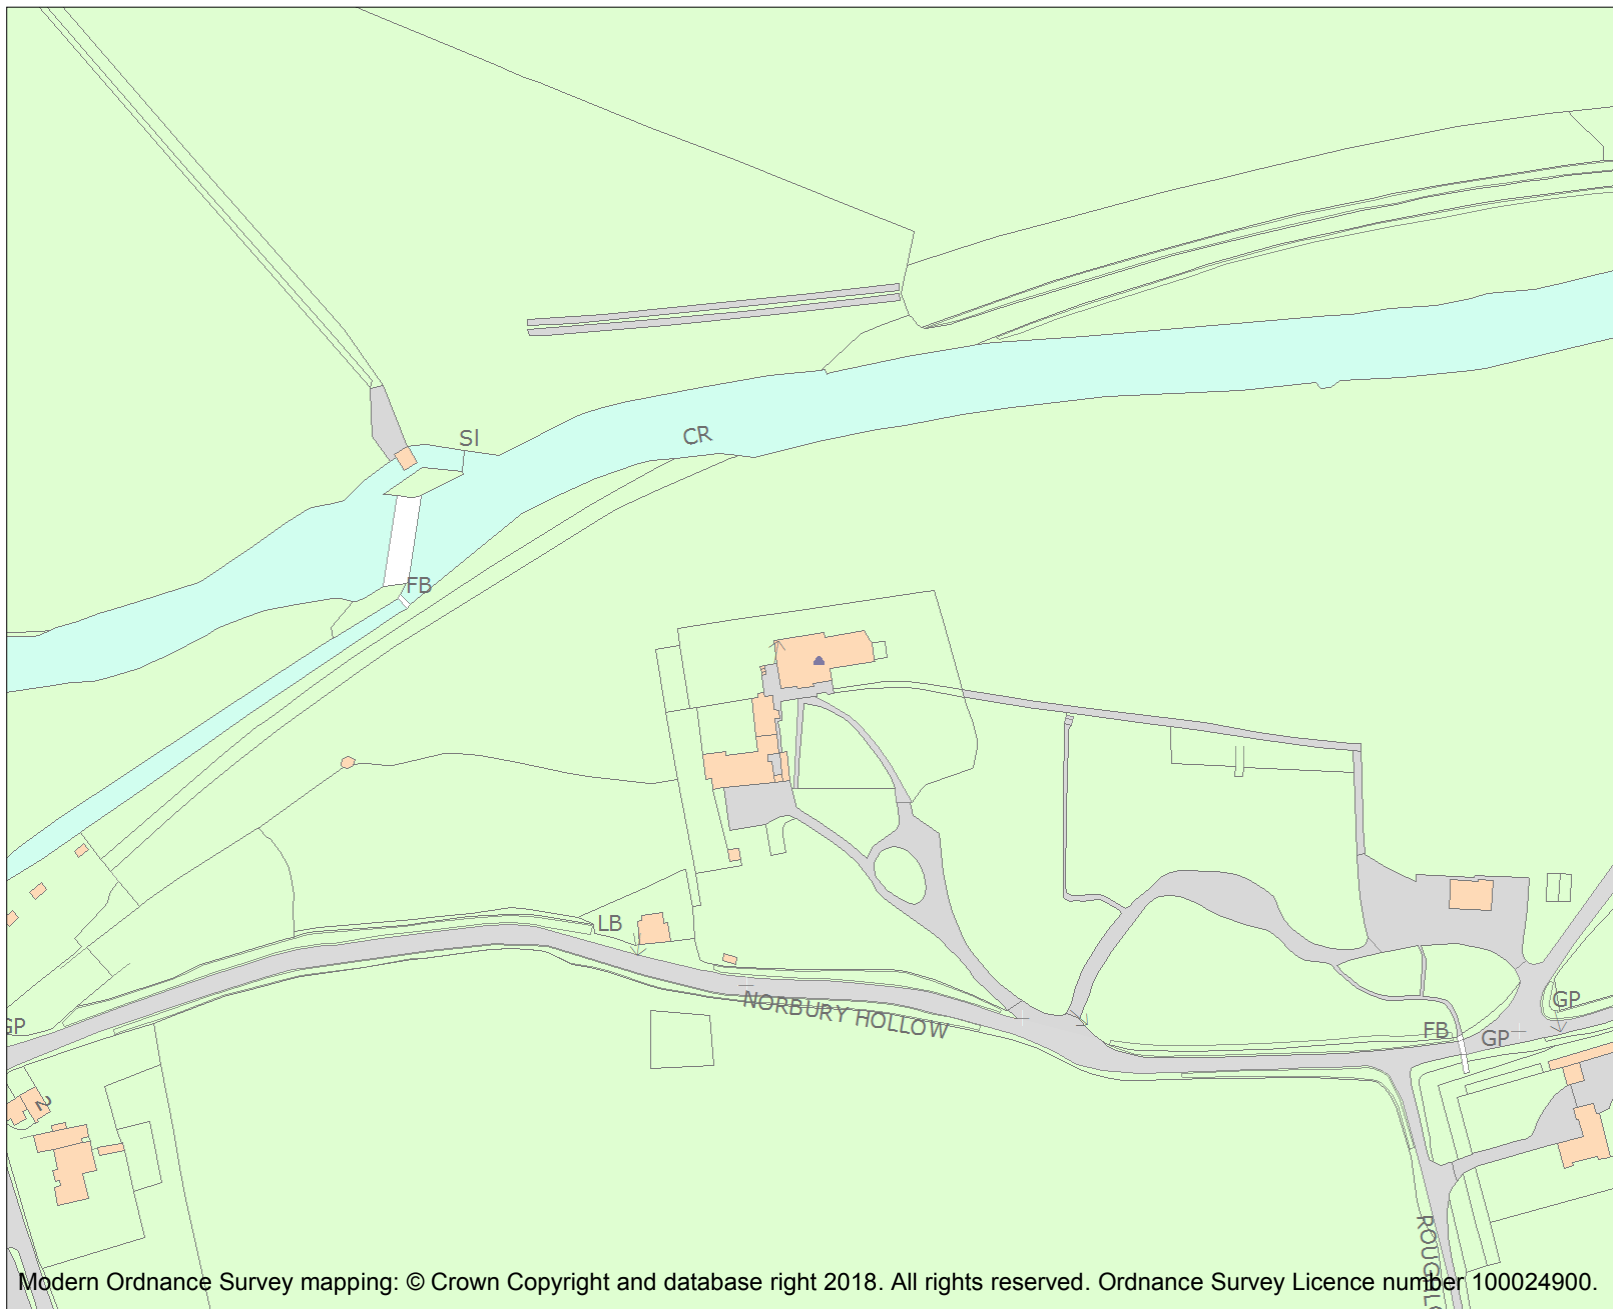 Sl
CR
FB
LB
NORBURY HOLLOW
GP
FB
GP
GP
2
Modern Ordnance Survey mapping: © Crown Copyright and database right 2018. All rights reserved. Ordnance Survey Licence number 100024900.